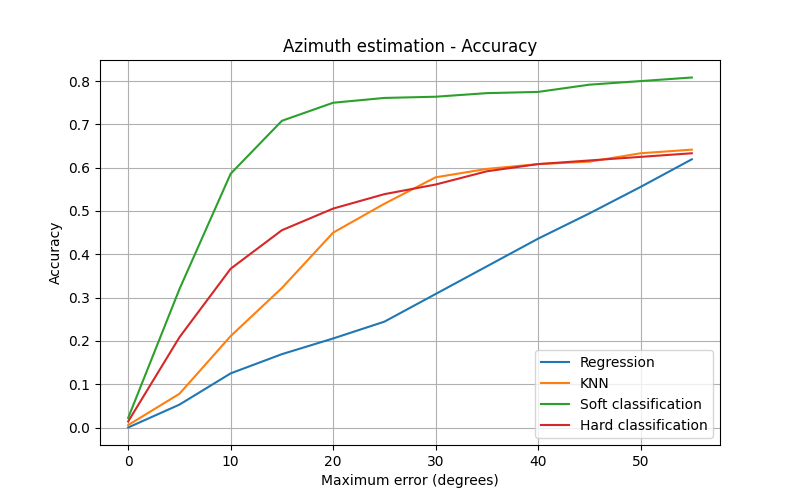 Azimuth estimation - Accuracy
Accuracy
0.8
0.7
0.6
0.5
0.4
0.3
0.2
0.1
0.0
Regression
KNN
Soft classification
Hard classification
0 10 20 30 40 50
Maximum error (degrees)